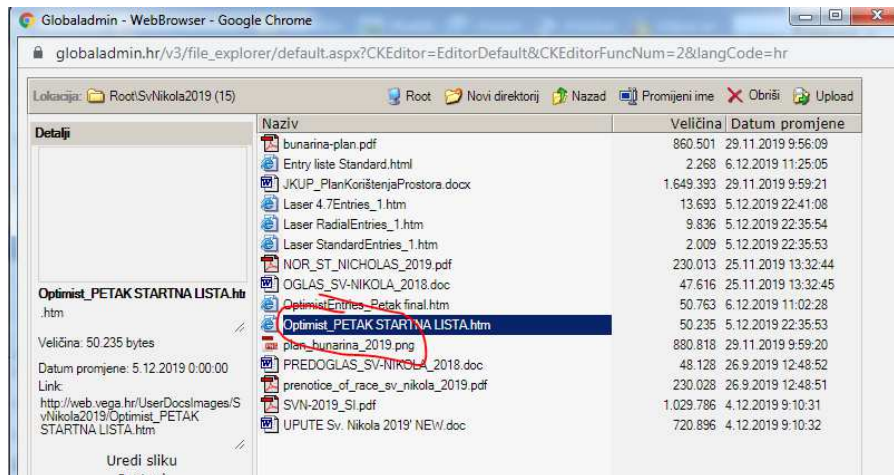 Globaladmin - WebBrowser - Google Chrome
globaladmin.hr/v3/file_explorer/default.aspx?CKEditor=EditorDefault&CKEditorFuncNum=2&langCode=hr
Lokacija: Root\SvNikola2019 (15) Root Novi direktorij Nazad Promijeni ime Obriši Upload
Detalji
Optimist_PETAK STARTNA LISTA.htr
.htm
Veličina: 50.235 bytes
Datum promjene: 5.12.2019 0:00:00
Link:
http://web.vega.hr/UserDocsImages/S
vNikola2019/Optimist_PETAK
STARTNA LISTA.htm
Uredi sliku
Naziv Veličina Datum promjene
bunarina-plan.pdf 860.501 29.11.2019 9:56:09
Entry liste Standard.html 2.268 6.12.2019 11:25:05
JKUP_PlanKorištenjaProstora.docx 1.649.393 29.11.2019 9:59:21
Laser 4.7Entries_1.htm 13.693 5.12.2019 22:41:08
Laser RadialEntries_1.htm 9.836 5.12.2019 22:35:54
Laser StandardEntries_1.htm 2.009 5.12.2019 22:35:53
NOR_ST_NICHOLAS_2019.pdf 230.013 25.11.2019 13:32:44
OGLAS_SV-NIKOLA_2018.doc 47.616 25.11.2019 13:32:45
OptimistEntries_Petak final.htm 50.763 6.12.2019 11:02:28
Optimist_PETAK STARTNA LISTA.htm 50.235 5.12.2019 22:35:53
plan_bunarina_2019.png 880.818 29.11.2019 9:59:20
PREDOGLAS_SV-NIKOLA_2018.doc 48.128 26.9.2019 12:48:52
prenotice_of_race_sv_nikola_2019.pdf 230.028 26.9.2019 12:48:51
SVN-2019_SI.pdf 1.029.786 4.12.2019 9:10:31
UPUTE Sv. Nikola 2019' NEW.doc 720.896 4.12.2019 9:10:32